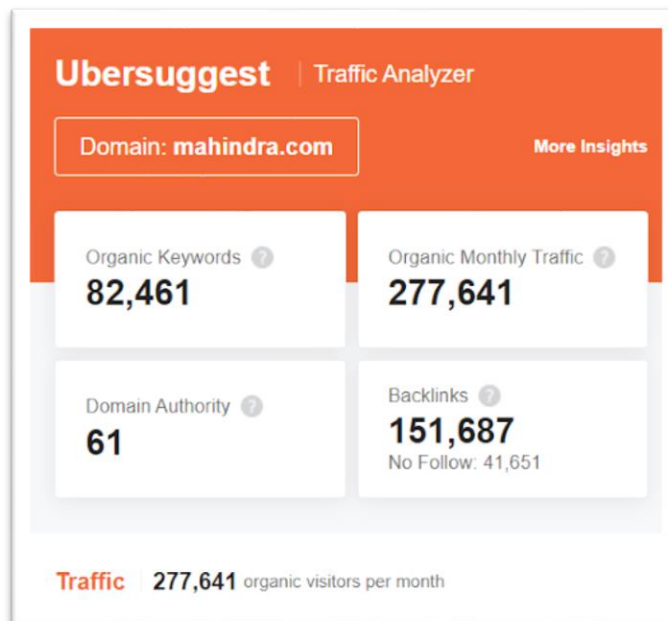 Ubersuggest Traffic Analyzer
Domain: mahindra.com More Insights
Organic Keywords ?
82,461
Organic Monthly Traffic ?
277,641
Domain Authority ?
61
Backlinks ?
151,687
No Follow: 41,651
Traffic 277,641 organic visitors per month